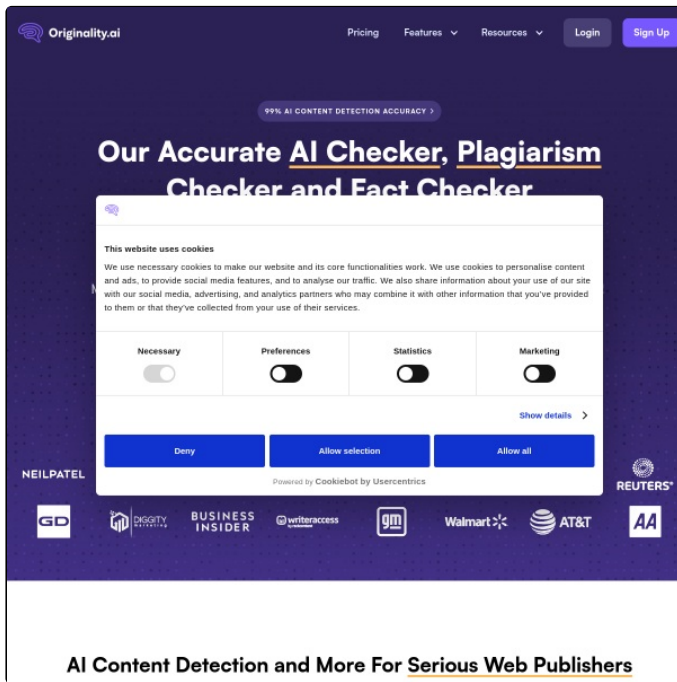 Originality.ai
Pricing
Features
Resources
Login
Sign Up
99% AI CONTENT DETECTION ACCURACY >
Our Accurate AI Checker, Plagiarism
Checker and Fact Checker
This website uses cookies
We use necessary cookies to make our website and its core functionalities work. We use cookies to personalise content
and ads, to provide social media features, and to analyse our traffic. We also share information about your use of our site
with our social media, advertising, and analytics partners who may combine it with other information that you've provided
to them or that they've collected from your use of their services.
Necessary
Preferences
Statistics
Marketing
Show details
Deny
Allow selection
Allow all
Powered by Cookiebot by Usercentrics
NEILPATEL
REUTERS
GD
DIGGITY
marketing
BUSINESS
INSIDER
writeraccess
gm
Walmart
AT&T
AA
AI Content Detection and More For Serious Web Publishers